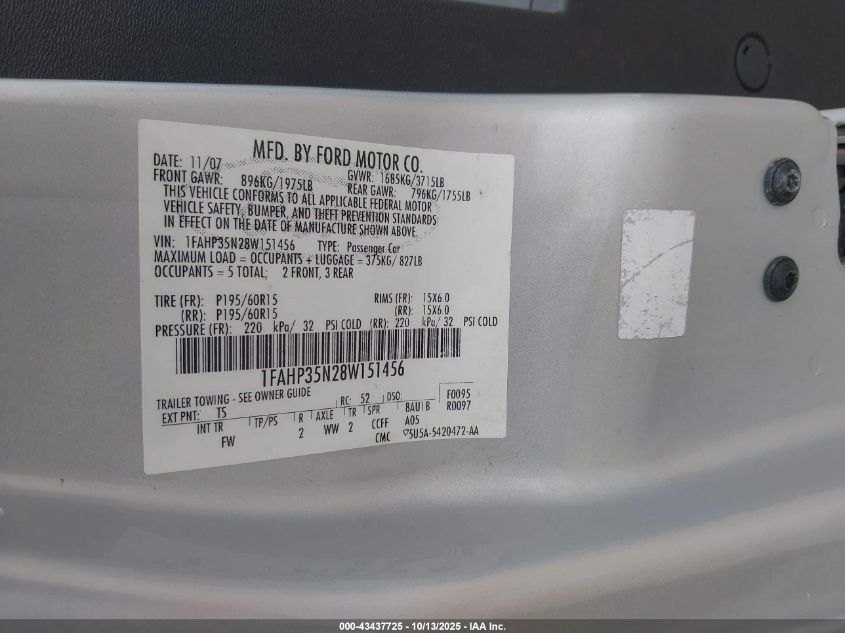 MFD. BY FORD MOTOR CO.
DATE: 11/07 GVWR: 1685KG/3715LB
FRONT GAWR: 896KG/1975LB REAR GAWR: 796KG/1755LB
THIS VEHICLE CONFORMS TO ALL APPLICABLE FEDERAL MOTOR
VEHICLE SAFETY, BUMPER, AND THEFT PREVENTION STANDARDS
IN EFFECT ON THE DATE OF MANUFACTURE SHOWN ABOVE.
VIN: 1FAHP35N28W151456 TYPE: Passenger Car
MAXIMUM LOAD = OCCUPANTS + LUGGAGE = 375KG/ 827LB
OCCUPANTS = 5 TOTAL; 2 FRONT, 3 REAR
TIRE (FR): P195/60R15 RIMS (FR): 15X6.0
(RR): P195/60R15 (RR): 15X6.0
PRESSURE (FR): 220 kPa/ 32 PSI COLD (RR): 220 kPa/ 32 PSI COLD
1FAHP35N28W151456
TRAILER TOWING - SEE OWNER GUIDE
EXT PNT: TS RC: 52 DSO: F0095
INT TR TP/PS R AXLE TR SPR 8AUIB R0097
FW 2 WW 2 CCFF A05
CMC 5U5A-5420472-AA
000-43437725 - 10/13/2025 - IAA Inc.